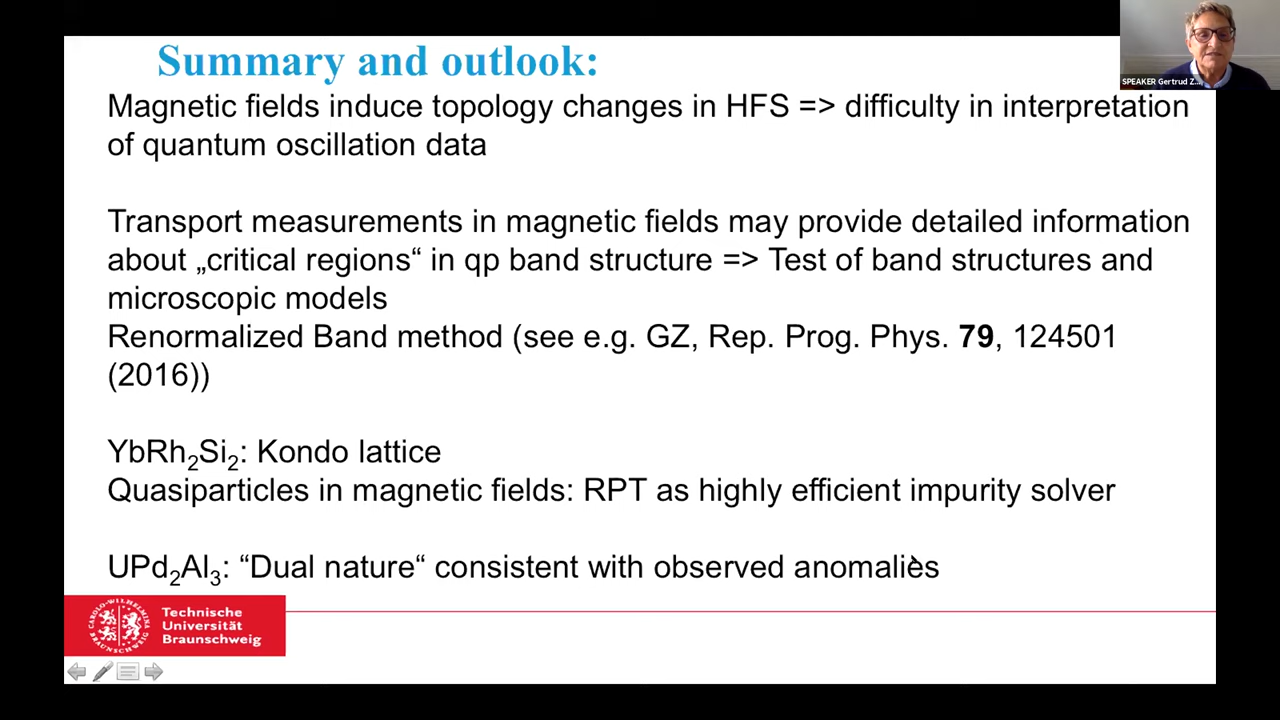 Summary and outlook:
SPEAKER Gertrud Z...
Magnetic fields induce topology changes in HFS => difficulty in interpretation
of quantum oscillation data
Transport measurements in magnetic fields may provide detailed information
about „critical regions“ in qp band structure => Test of band structures and
microscopic models
Renormalized Band method (see e.g. GZ, Rep. Prog. Phys. 79, 124501
(2016))
YbRh₂Si₂: Kondo lattice
Quasiparticles in magnetic fields: RPT as highly efficient impurity solver
UPd₂Al₃: “Dual nature“ consistent with observed anomalies
CAROLO-WILHELMINA
BRAUNSCHWEIG
Technische
Universität
Braunschweig